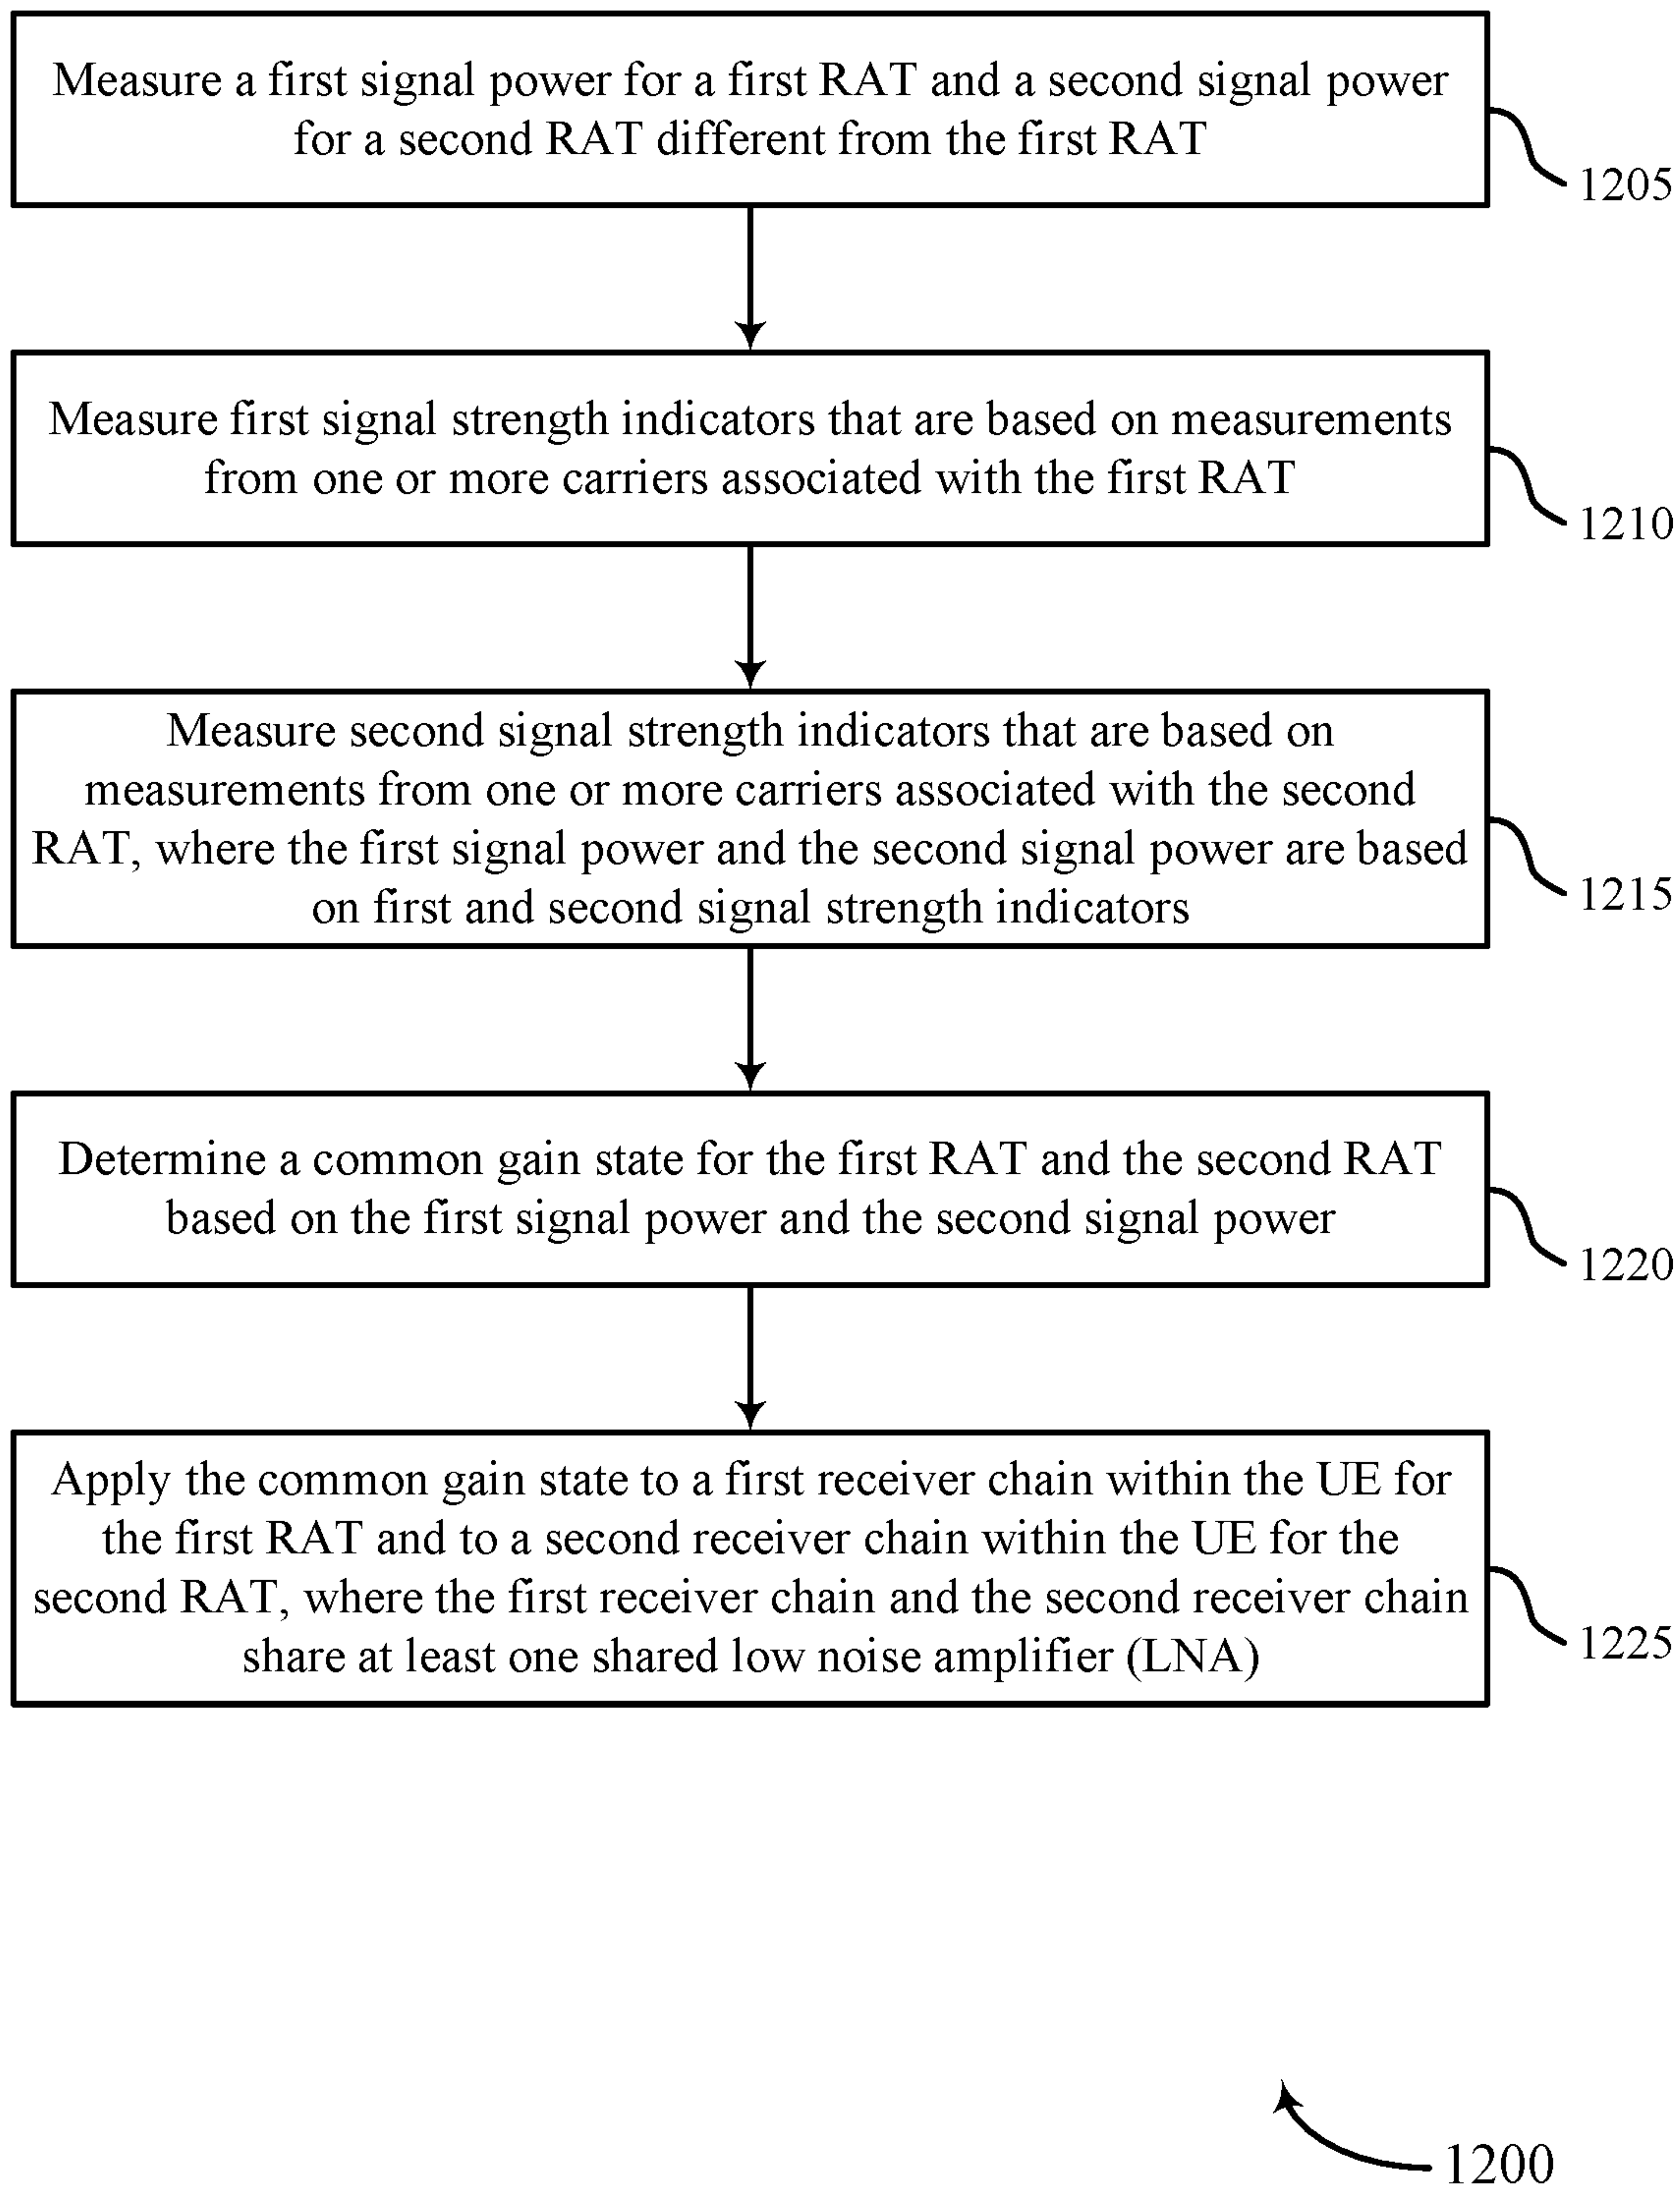 Measure a first signal power for a first RAT and a second signal power
for a second RAT different from the first RAT
1205
Measure first signal strength indicators that are based on measurements
from one or more carriers associated with the first RAT
1210
Measure second signal strength indicators that are based on
measurements from one or more carriers associated with the second
RAT, where the first signal power and the second signal power are based
on first and second signal strength indicators
1215
Determine a common gain state for the first RAT and the second RAT
based on the first signal power and the second signal power
1220
Apply the common gain state to a first receiver chain within the UE for
the first RAT and to a second receiver chain within the UE for the
second RAT, where the first receiver chain and the second receiver chain
share at least one shared low noise amplifier (LNA)
1225
1200